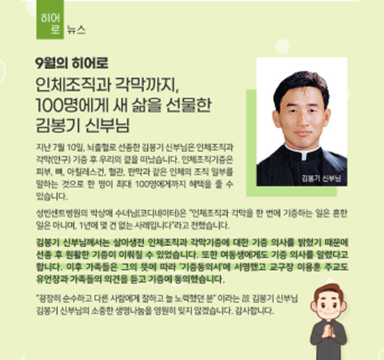 히어로 뉴스
9월의 히어로
인체조직과 각막까지,
100명에게 새 삶을 선물한
김봉기 신부님
김봉기 신부님
지난 7월 10일, 뇌출혈로 선종한 김봉기 신부님은 인체조직과
각막(안구) 기증 후 우리의 곁을 떠났습니다. 인체조직기증은
피부, 뼈, 아킬레스건, 혈관, 판막과 같은 인체의 조직 일부를
말하는 것으로 한 명이 최대 100명에게까지 혜택을 줄 수
있습니다.
성빈센트병원의 박상애 수녀님(코디네이터)은 "인체조직과 각막을 한 번에 기증하는 일은 흔한
일은 아니며, 1년에 몇 건 없는 사례입니다"라고 전했습니다.
김봉기 신부님께서는 살아생전 인체조직과 각막기증에 대한 기증 의사를 밝혔기 때문에
선종 후 원활한 기증이 이뤄질 수 있었습니다. 또한 여동생에게도 기증 의사를 알렸다고
합니다. 이후 가족들은 그의 뜻에 따라 '기증동의서'에 서명했고 교구장 이용훈 주교도
유언장과 가족들의 의견을 듣고 기증에 동의했습니다.
"굉장히 순수하고 다른 사람에게 잘하고 늘 노력했던 분" 이라는 故 김봉기 신부님
김봉기 신부님의 소중한 생명나눔을 영원히 잊지 않겠습니다. 감사합니다.